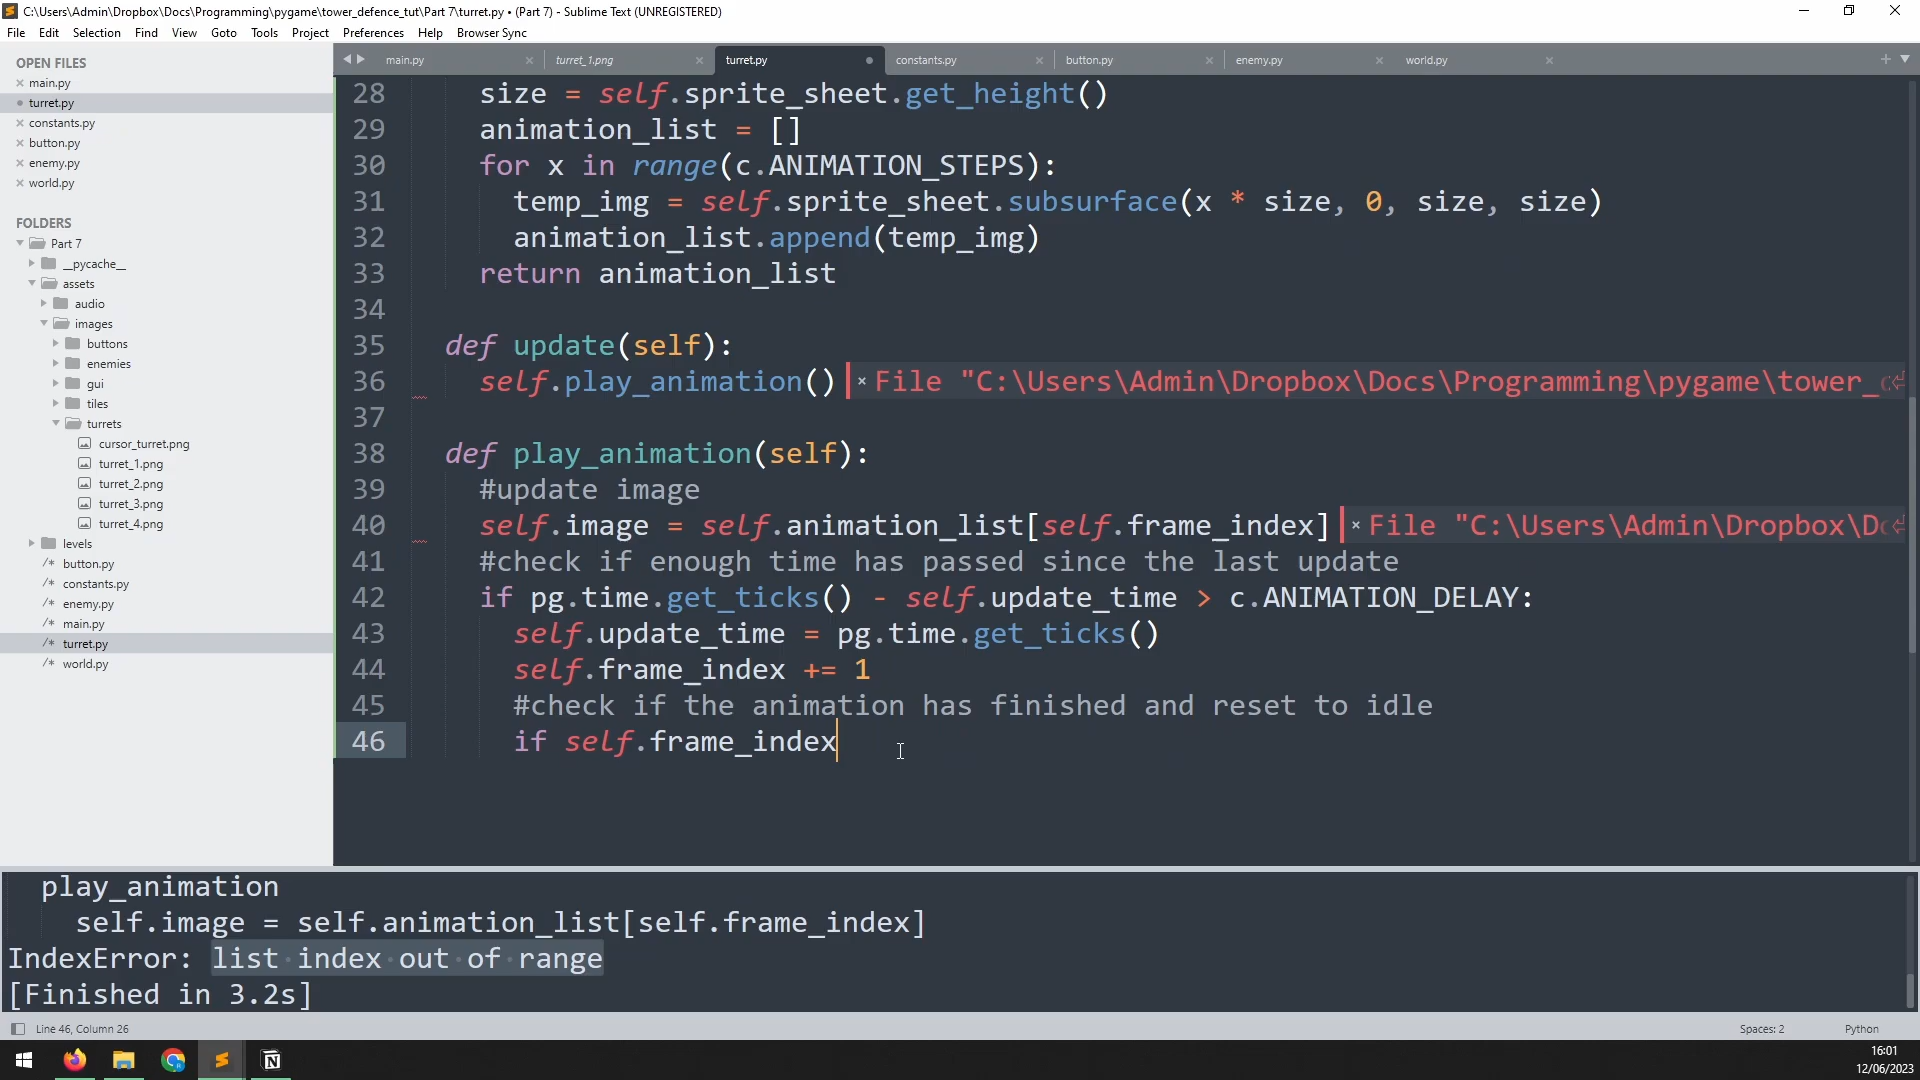 C:\Users\Admin\Dropbox\Docs\Programming\pygame\tower_defence_tut\Part 7\turret.py • (Part 7) - Sublime Text (UNREGISTERED)
File Edit Selection Find View Goto Tools Project Preferences Help Browser Sync
OPEN FILES
main.py
turret.py
constants.py
button.py
enemy.py
world.py
FOLDERS
Part 7
__pycache__
assets
audio
images
buttons
enemies
gui
tiles
turrets
cursor_turret.png
turret_1.png
turret_2.png
turret_3.png
turret_4.png
levels
/* button.py
/* constants.py
/* enemy.py
/* main.py
/* turret.py
/* world.py
main.py turret_1.png turret.py constants.py button.py enemy.py world.py
28 size = self.sprite_sheet.get_height()
29 animation_list = []
30 for x in range(c.ANIMATION_STEPS):
31 temp_img = self.sprite_sheet.subsurface(x * size, 0, size, size)
32 animation_list.append(temp_img)
33 return animation_list
34
35 def update(self):
36 self.play_animation() × File "C:\Users\Admin\Dropbox\Docs\Programming\pygame\tower_
37
38 def play_animation(self):
39 #update image
40 self.image = self.animation_list[self.frame_index] × File "C:\Users\Admin\Dropbox\D
41 #check if enough time has passed since the last update
42 if pg.time.get_ticks() - self.update_time > c.ANIMATION_DELAY:
43 self.update_time = pg.time.get_ticks()
44 self.frame_index += 1
45 #check if the animation has finished and reset to idle
46 if self.frame_index
play_animation
self.image = self.animation_list[self.frame_index]
IndexError: list index out of range
[Finished in 3.2s]
Line 46, Column 26 Spaces: 2 Python
16:01
12/06/2023